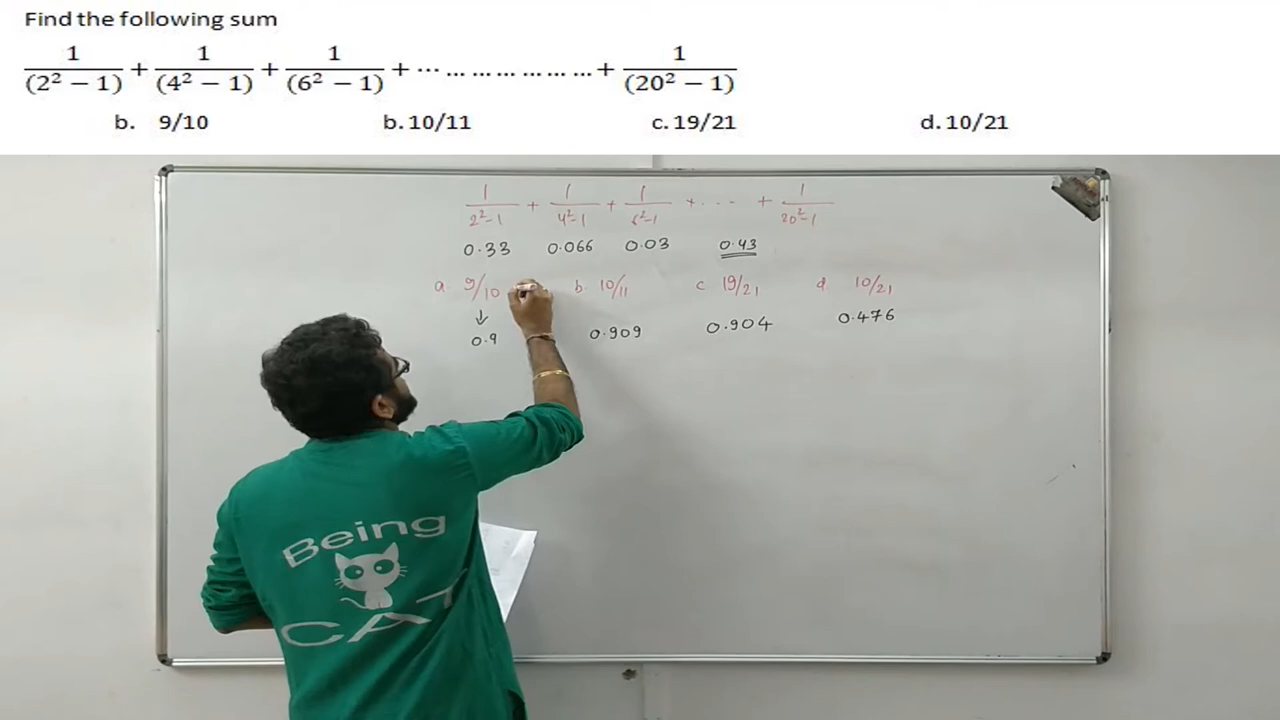 Find the following sum
1/(2² − 1) + 1/(4² − 1) + 1/(6² − 1) + ⋯ … … … … … … + 1/(20² − 1)
b. 9/10 b. 10/11 c. 19/21 d. 10/21
1/2²-1 + 1/4²-1 + 1/6²-1 + . . . + 1/20²-1
0.33 0.066 0.03 0.43
a 9/10 b 10/11 c 19/21 d 10/21
↓
0.9 0.909 0.904 0.476
Being
CAT